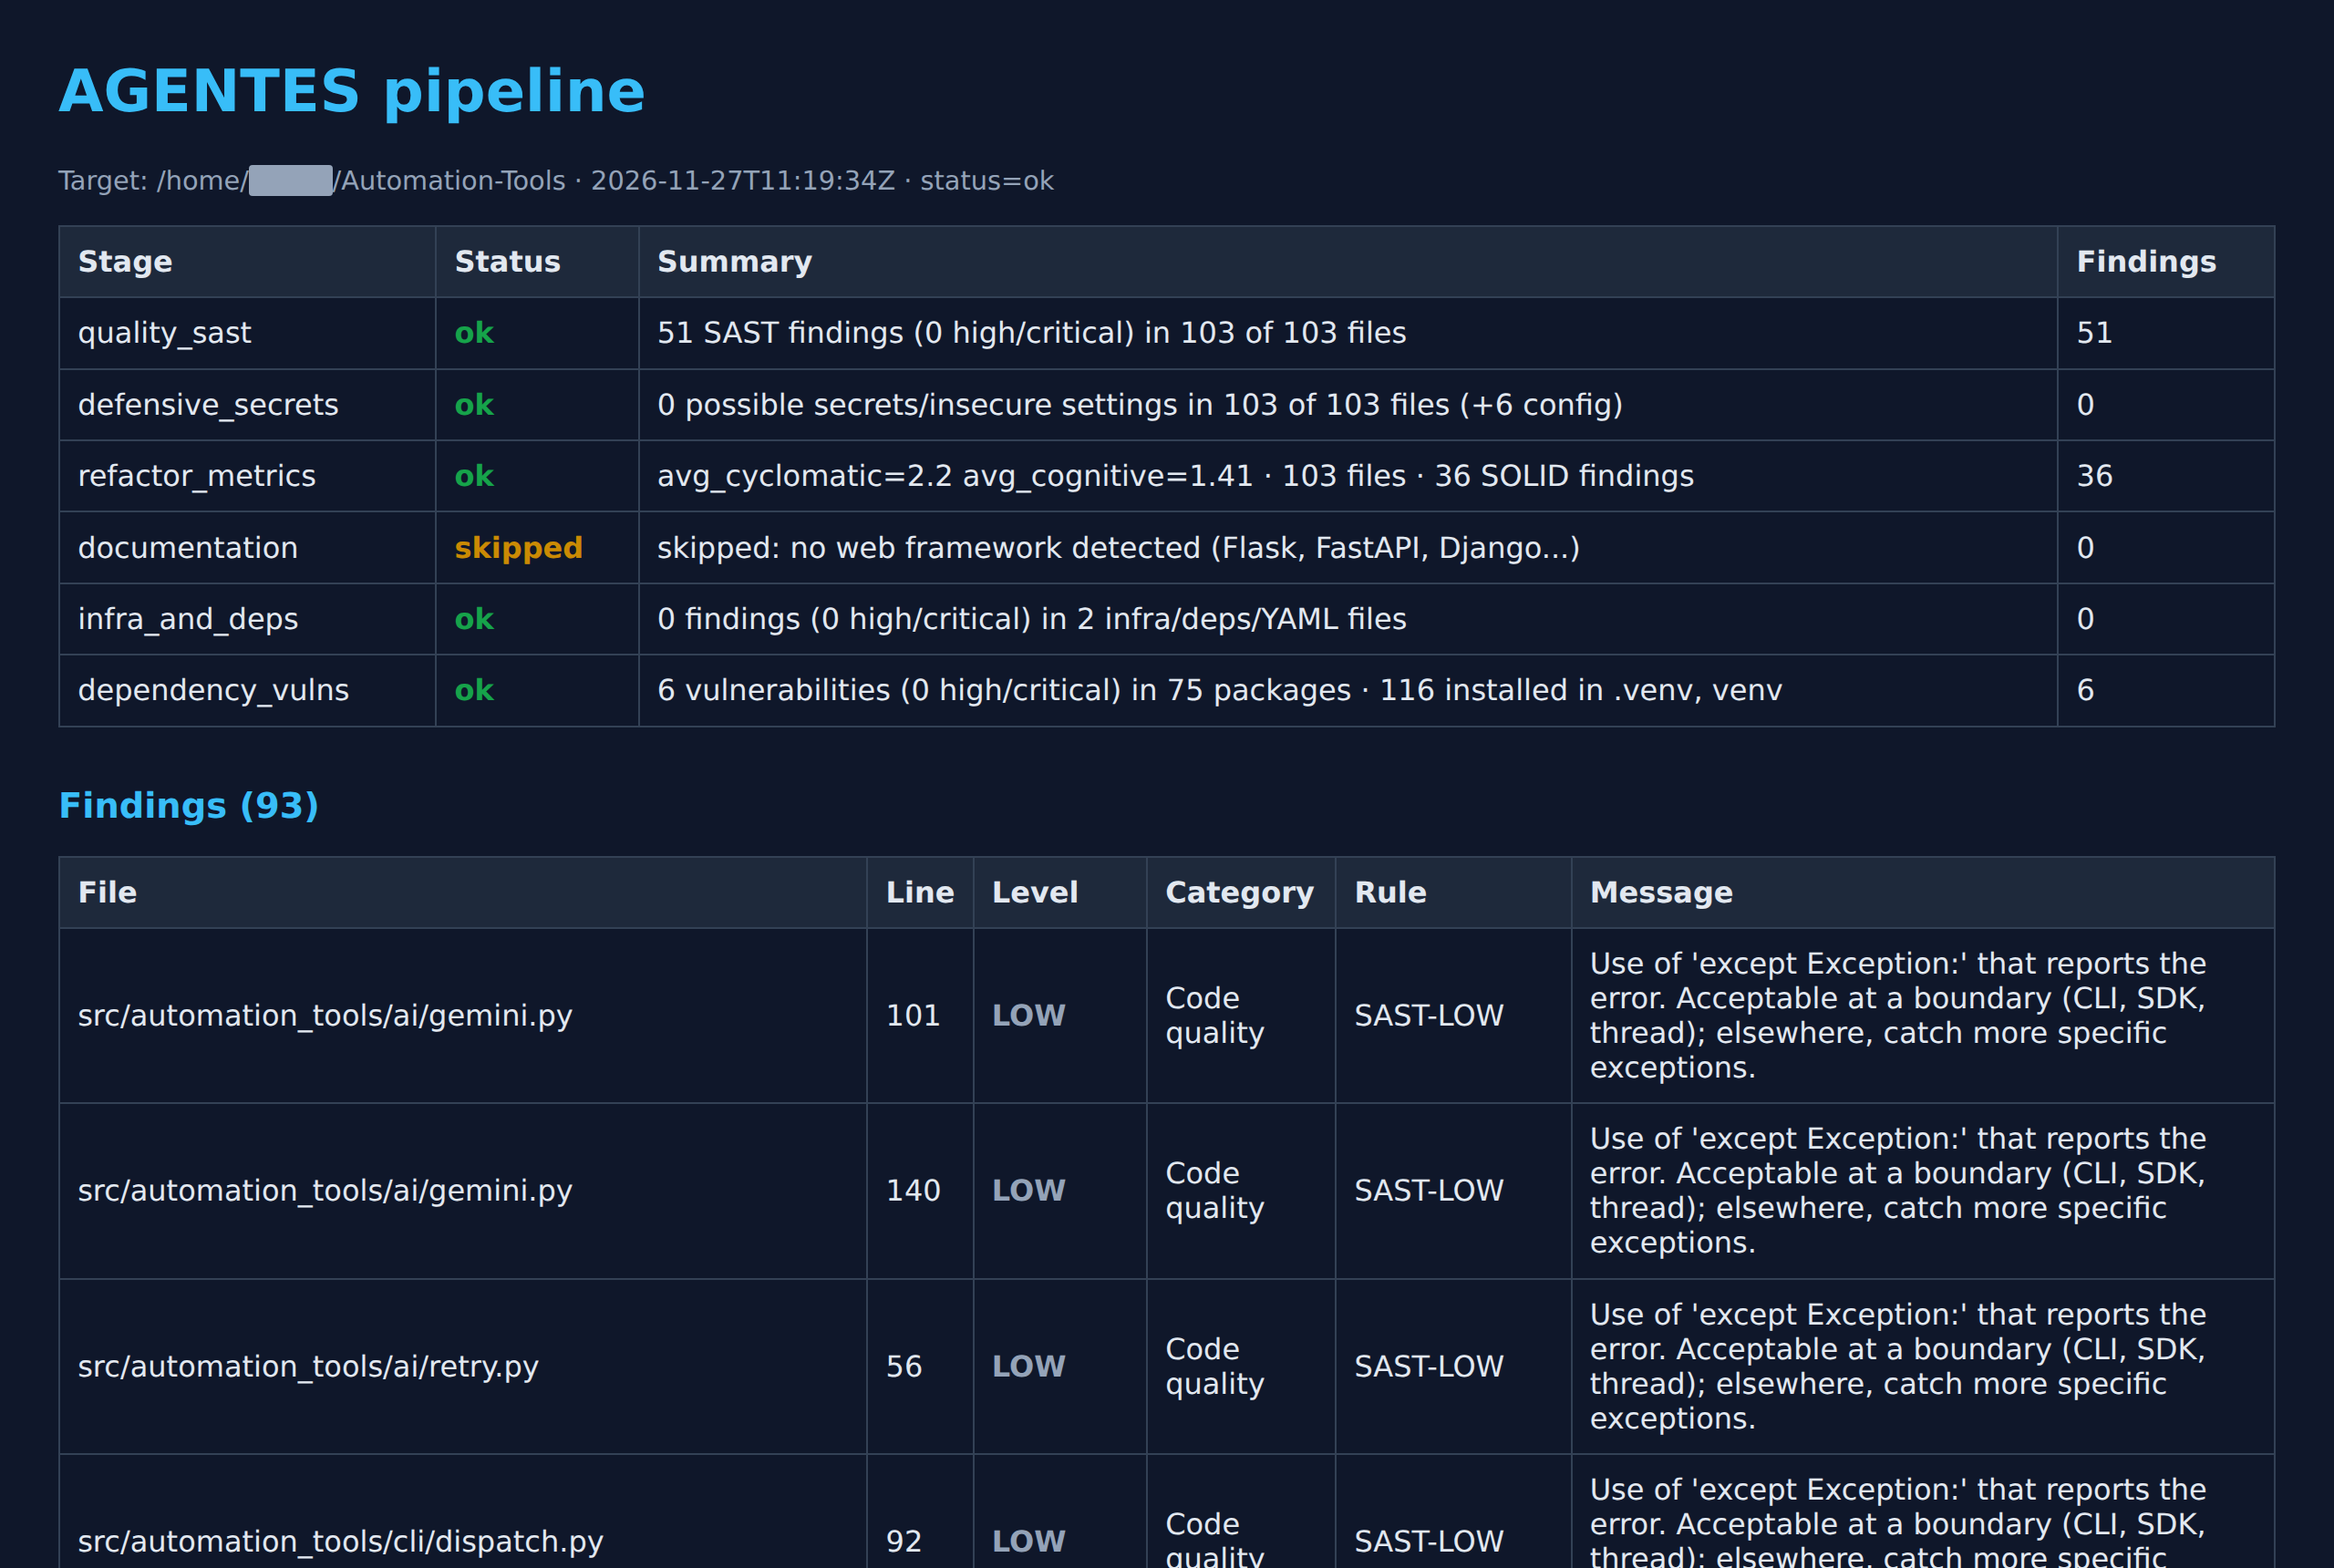 AGENTES pipeline
Target: /home/ /Automation-Tools · 2026-11-27T11:19:34Z · status=ok
Stage Status Summary Findings
quality_sast ok 51 SAST findings (0 high/critical) in 103 of 103 files 51
defensive_secrets ok 0 possible secrets/insecure settings in 103 of 103 files (+6 config) 0
refactor_metrics ok avg_cyclomatic=2.2 avg_cognitive=1.41 · 103 files · 36 SOLID findings 36
documentation skipped skipped: no web framework detected (Flask, FastAPI, Django...) 0
infra_and_deps ok 0 findings (0 high/critical) in 2 infra/deps/YAML files 0
dependency_vulns ok 6 vulnerabilities (0 high/critical) in 75 packages · 116 installed in .venv, venv 6
Findings (93)
File Line Level Category Rule Message
src/automation_tools/ai/gemini.py 101 LOW Code quality SAST-LOW Use of 'except Exception:' that reports the
error. Acceptable at a boundary (CLI, SDK,
thread); elsewhere, catch more specific
exceptions.
src/automation_tools/ai/gemini.py 140 LOW Code quality SAST-LOW Use of 'except Exception:' that reports the
error. Acceptable at a boundary (CLI, SDK,
thread); elsewhere, catch more specific
exceptions.
src/automation_tools/ai/retry.py 56 LOW Code quality SAST-LOW Use of 'except Exception:' that reports the
error. Acceptable at a boundary (CLI, SDK,
thread); elsewhere, catch more specific
exceptions.
src/automation_tools/cli/dispatch.py 92 LOW Code quality SAST-LOW Use of 'except Exception:' that reports the
error. Acceptable at a boundary (CLI, SDK,
thread); elsewhere, catch more specific